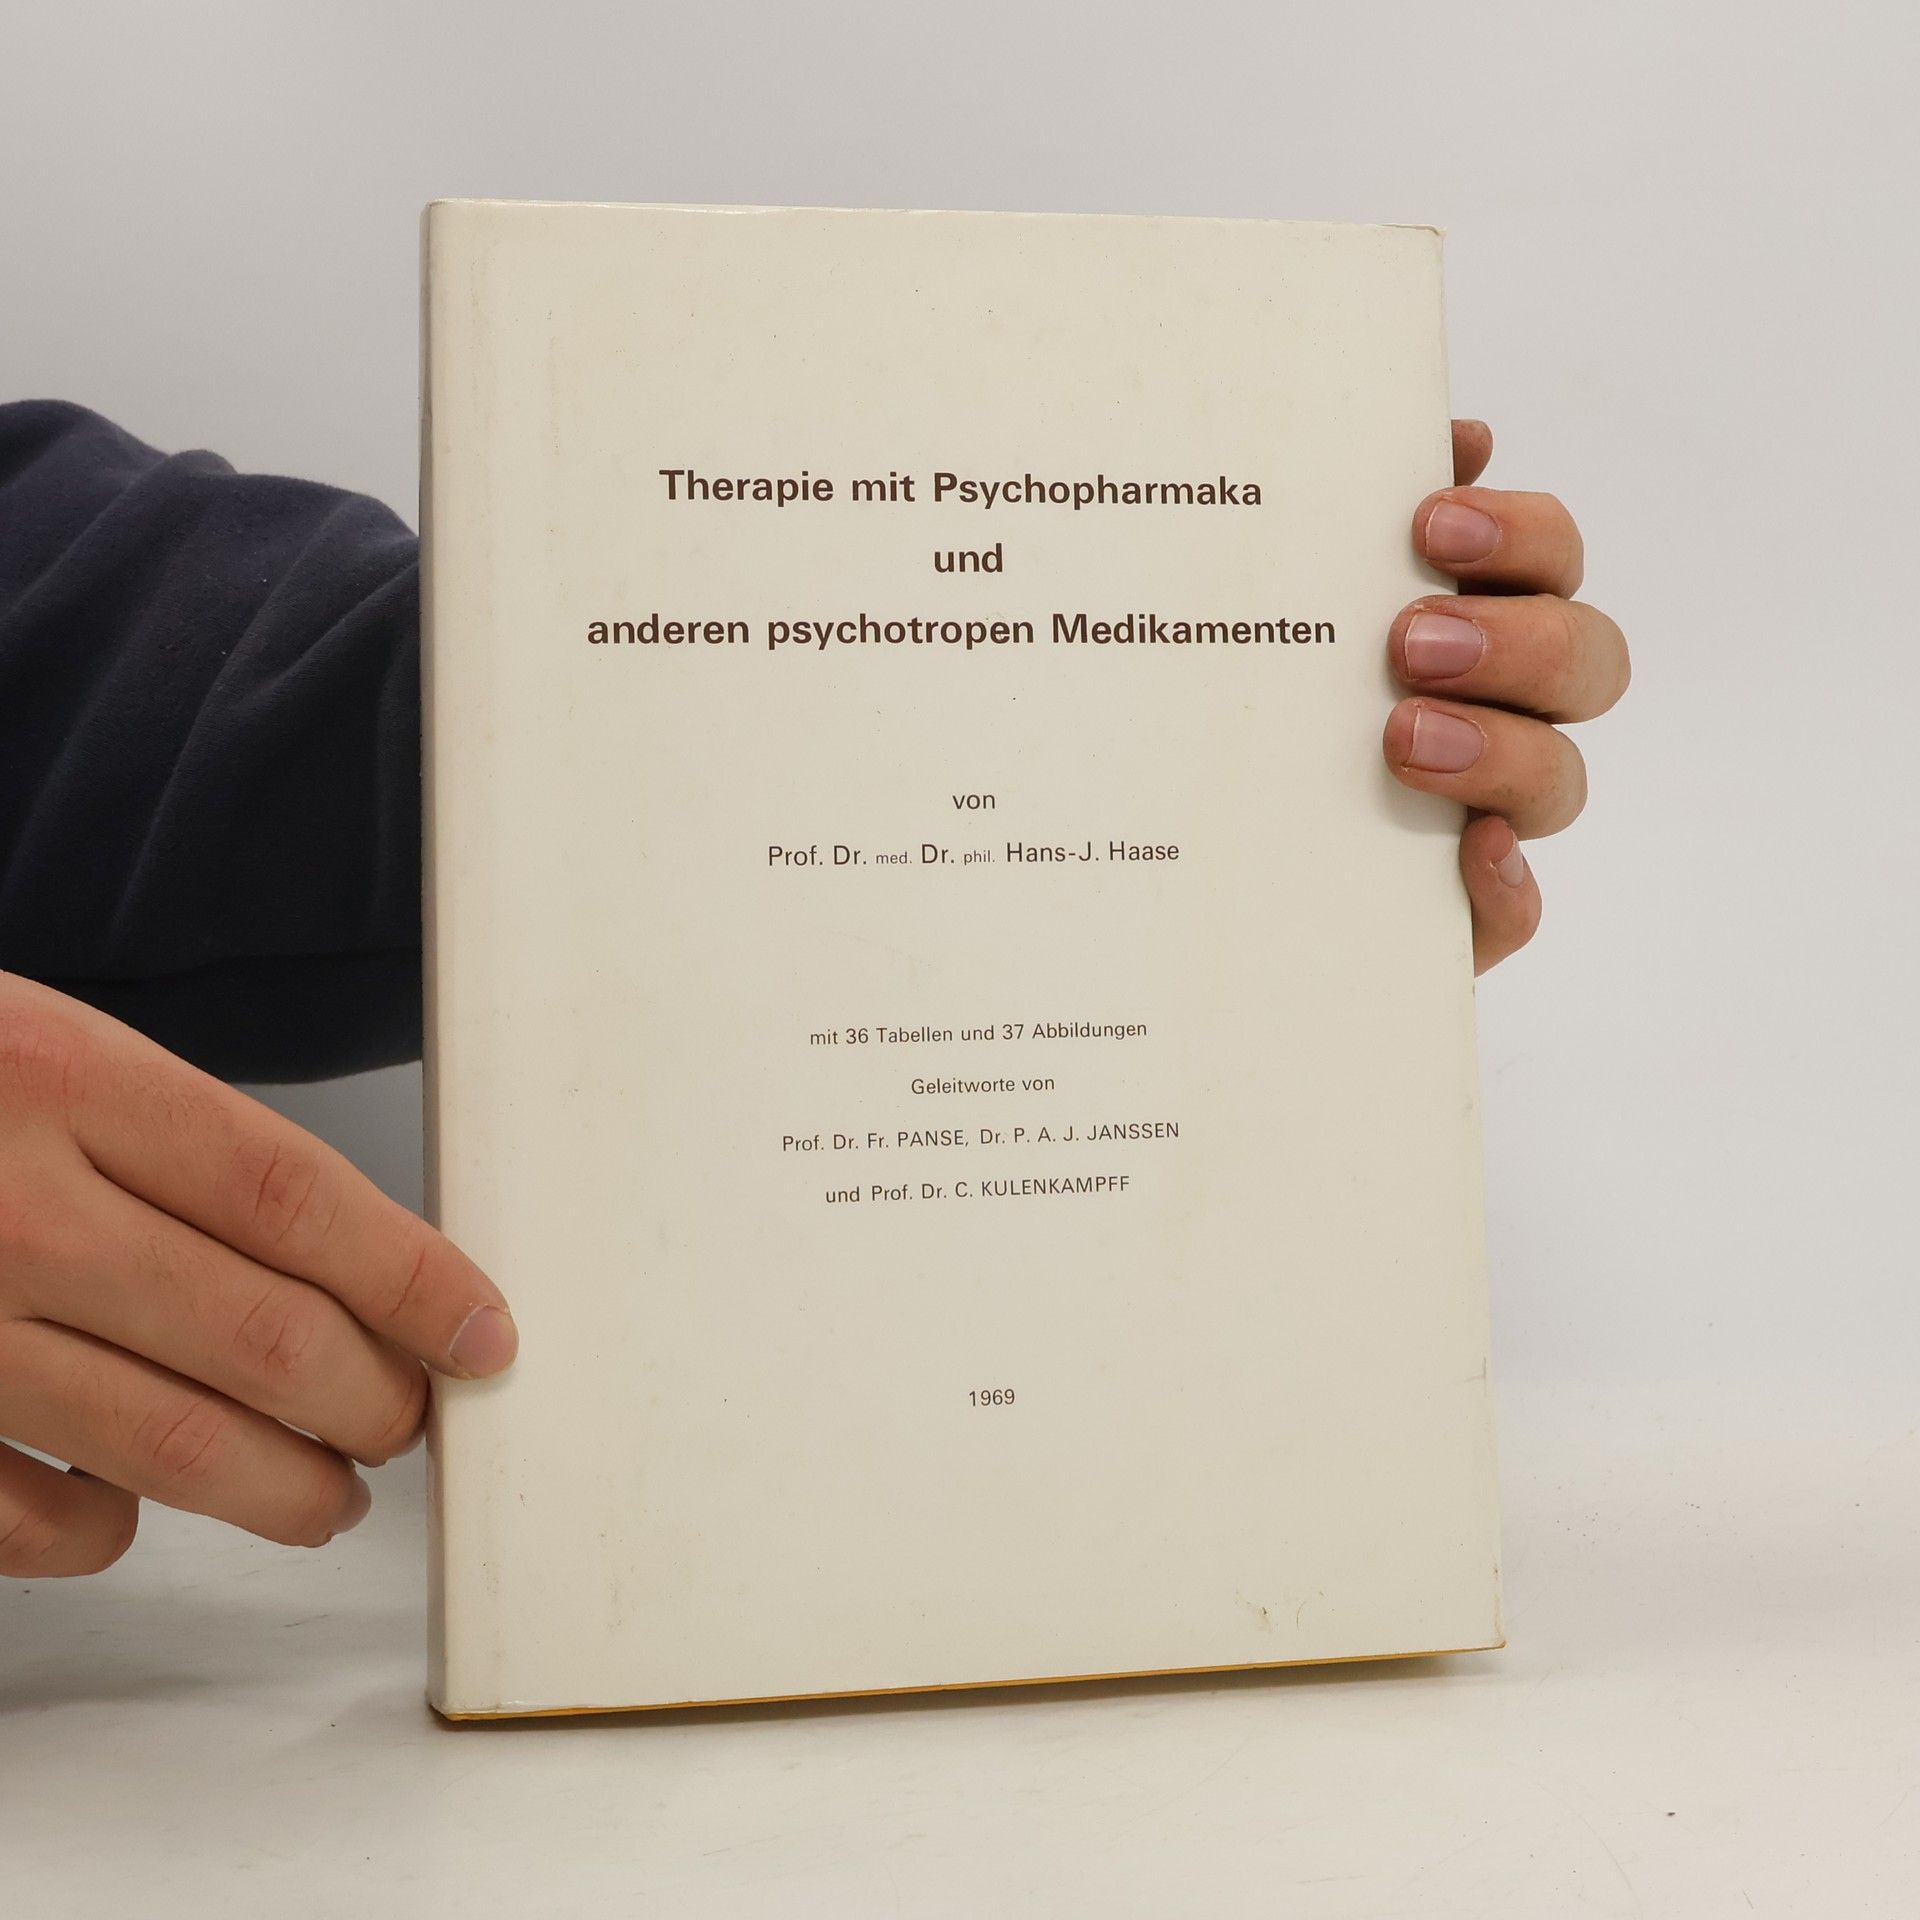 Therapie mit Psychopharmaka
und
anderen psychotropen Medikamenten
von
Prof. Dr. med. Dr. phil. Hans-J. Haase
mit 36 Tabellen und 37 Abbildungen
Geleitworte von
Prof. Dr. Fr. PANSE, Dr. P. A. J. JANSSEN
und Prof. Dr. C. KULENKAMPFF
1969